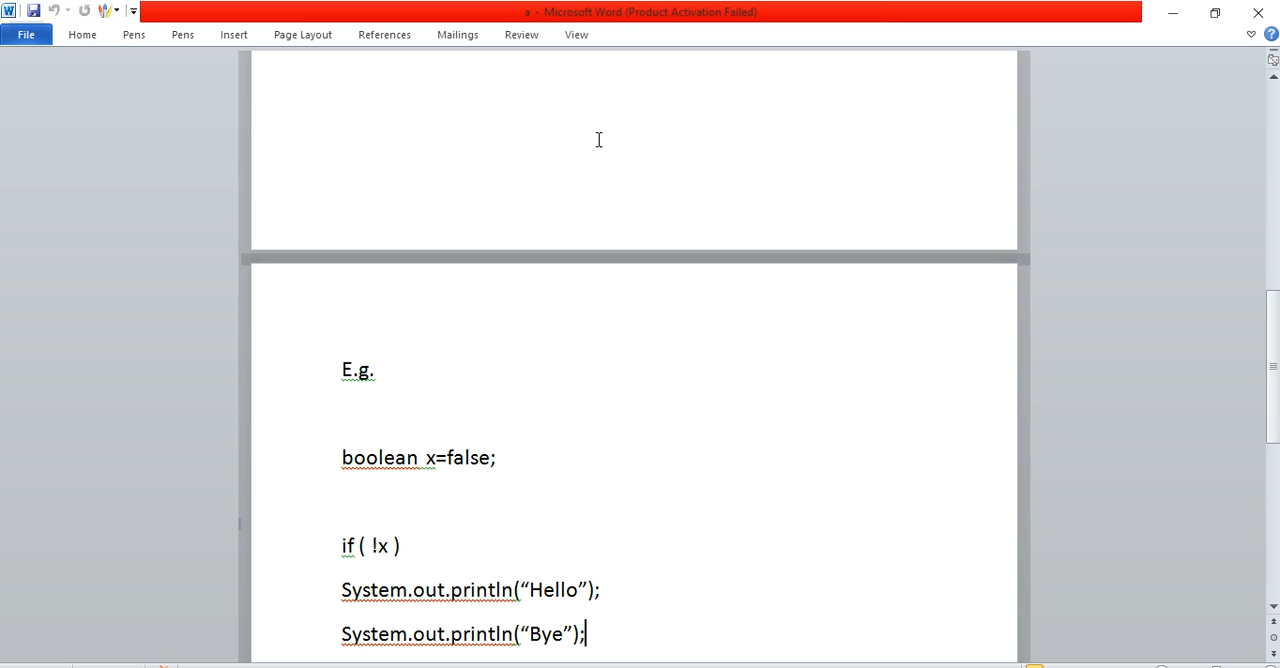 a - Microsoft Word (Product Activation Failed)
File Home Pens Pens Insert Page Layout References Mailings Review View
E.g.
boolean x=false;
if ( !x )
System.out.println(“Hello”);
System.out.println(“Bye”);